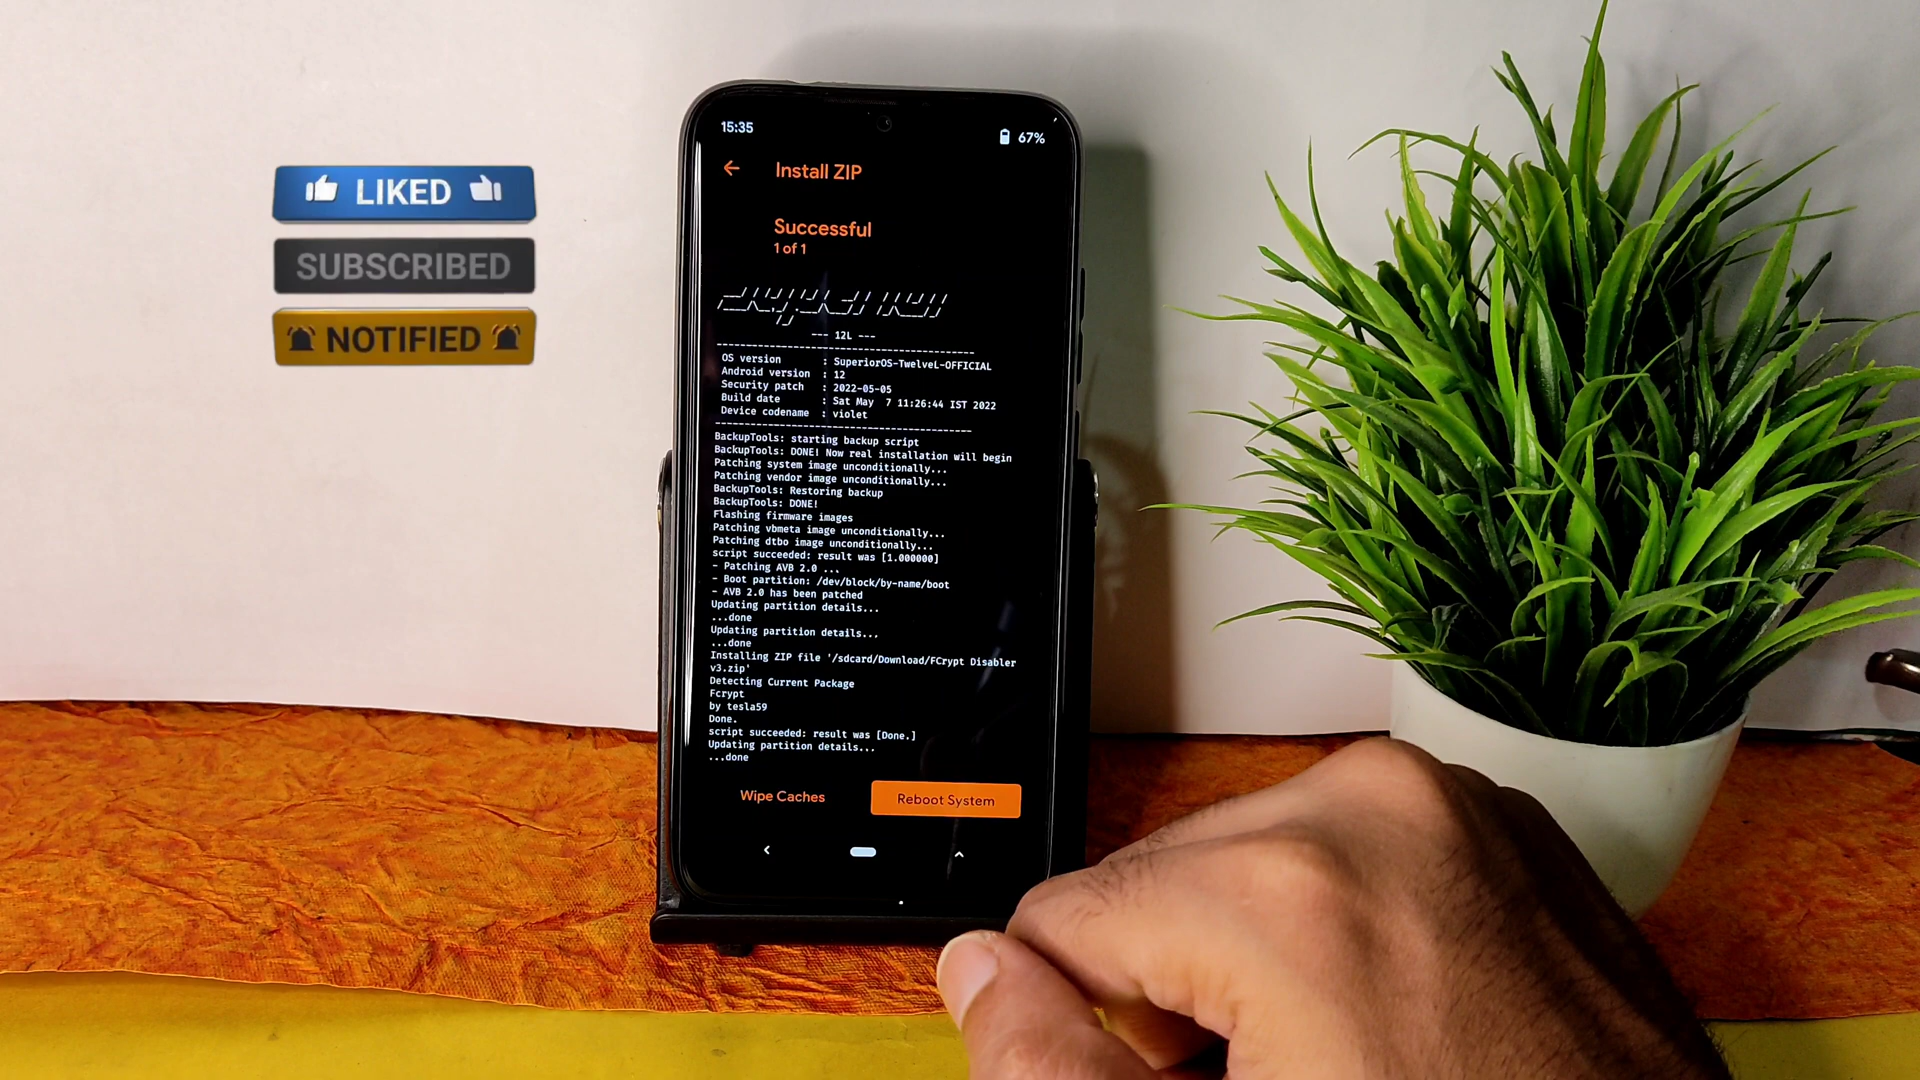 LIKED
SUBSCRIBED
NOTIFIED
15:35
67%
Install ZIP
Successful
1 of 1
--- 12L ---
OS version : SuperiorOS-TwelveL-OFFICIAL
Android version : 12
Security patch : 2022-05-05
Build date : Sat May 7 11:26:44 IST 2022
Device codename : violet
BackupTools: starting backup script
BackupTools: DONE! Now real installation will begin
Patching system image unconditionally...
Patching vendor image unconditionally...
BackupTools: Restoring backup
BackupTools: DONE!
Flashing firmware images
Patching vbmeta image unconditionally...
Patching dtbo image unconditionally...
script succeeded: result was [1.000000]
- Patching AVB 2.0 ...
- Boot partition: /dev/block/by-name/boot
- AVB 2.0 has been patched
Updating partition details...
...done
Updating partition details...
...done
Installing ZIP file '/sdcard/Download/FCrypt Disabler
v3.zip'
Detecting Current Package
Fcrypt
by tesla59
Done.
script succeeded: result was [Done.]
Updating partition details...
...done
Wipe Caches
Reboot System